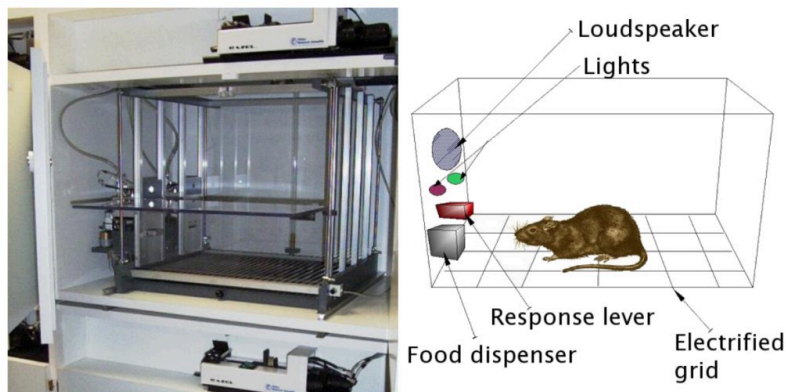 Loudspeaker
Lights
Response lever
Food dispenser
Electrified
grid